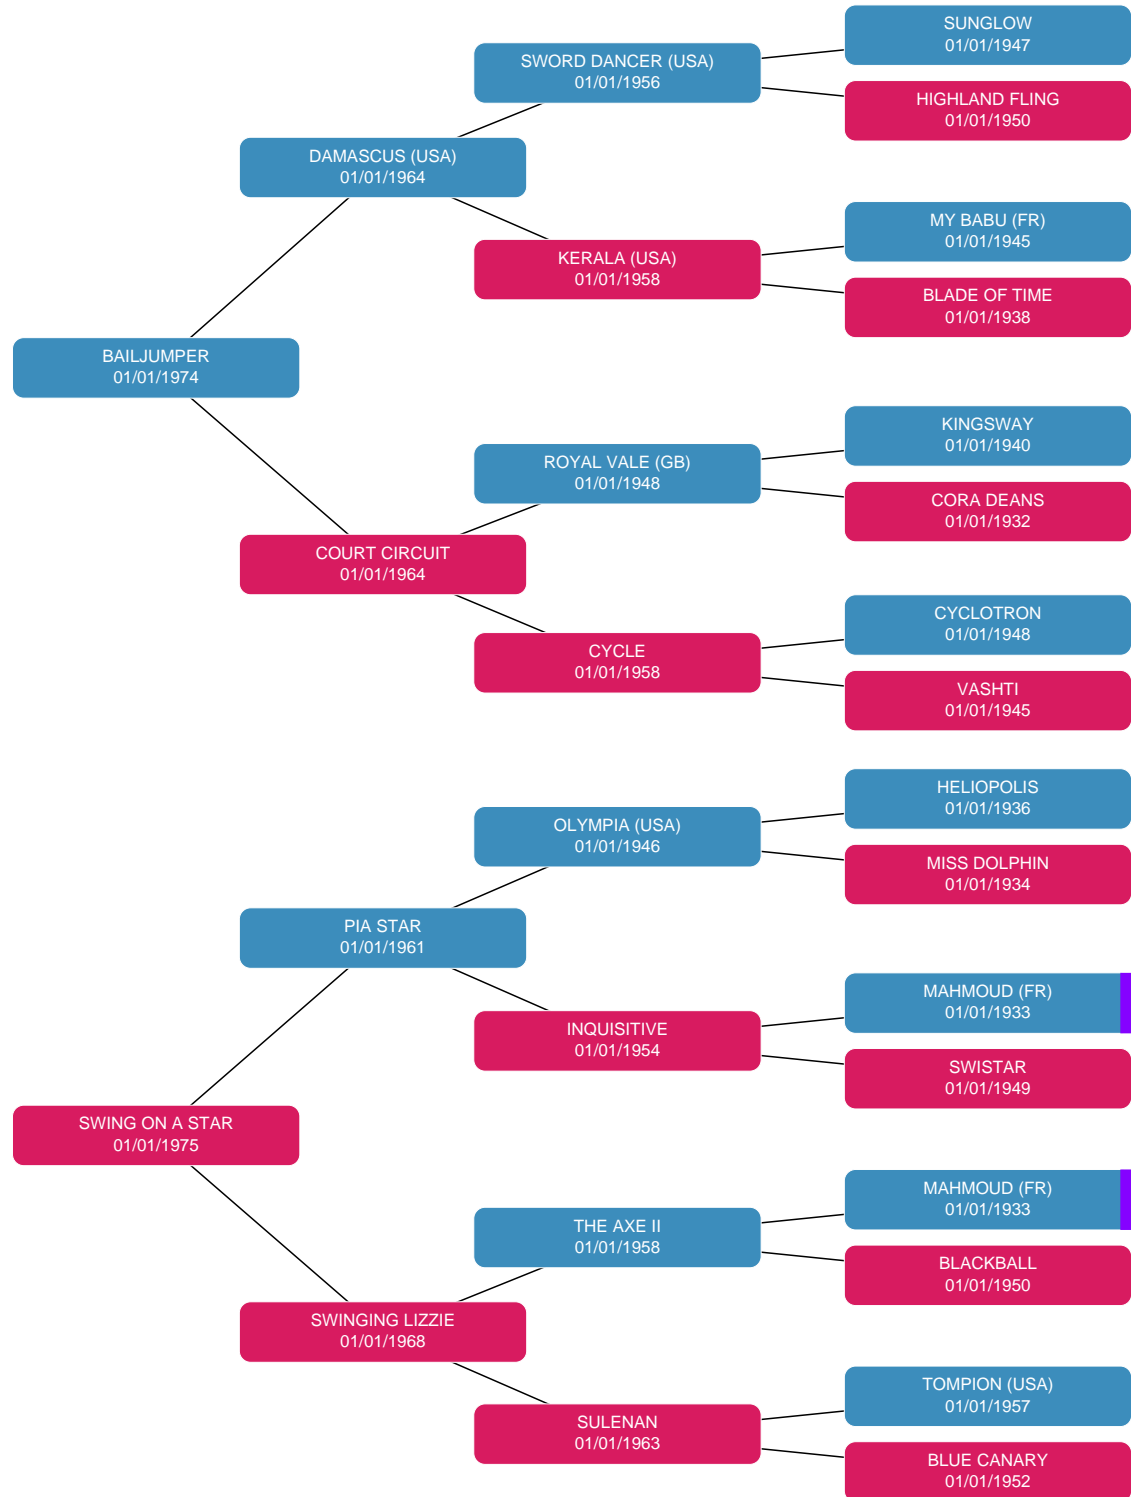 SUNGLOW
01/01/1947
SWORD DANCER (USA)
01/01/1956
HIGHLAND FLING
01/01/1950
DAMASCUS (USA)
01/01/1964
MY BABU (FR)
01/01/1945
KERALA (USA)
01/01/1958
BLADE OF TIME
01/01/1938
BAILJUMPER
01/01/1974
KINGSWAY
01/01/1940
ROYAL VALE (GB)
01/01/1948
CORA DEANS
01/01/1932
COURT CIRCUIT
01/01/1964
CYCLOTRON
01/01/1948
CYCLE
01/01/1958
VASHTI
01/01/1945
HELIOPOLIS
01/01/1936
OLYMPIA (USA)
01/01/1946
MISS DOLPHIN
01/01/1934
PIA STAR
01/01/1961
MAHMOUD (FR)
01/01/1933
INQUISITIVE
01/01/1954
SWISTAR
01/01/1949
SWING ON A STAR
01/01/1975
MAHMOUD (FR)
01/01/1933
THE AXE II
01/01/1958
BLACKBALL
01/01/1950
SWINGING LIZZIE
01/01/1968
TOMPION (USA)
01/01/1957
SULENAN
01/01/1963
BLUE CANARY
01/01/1952